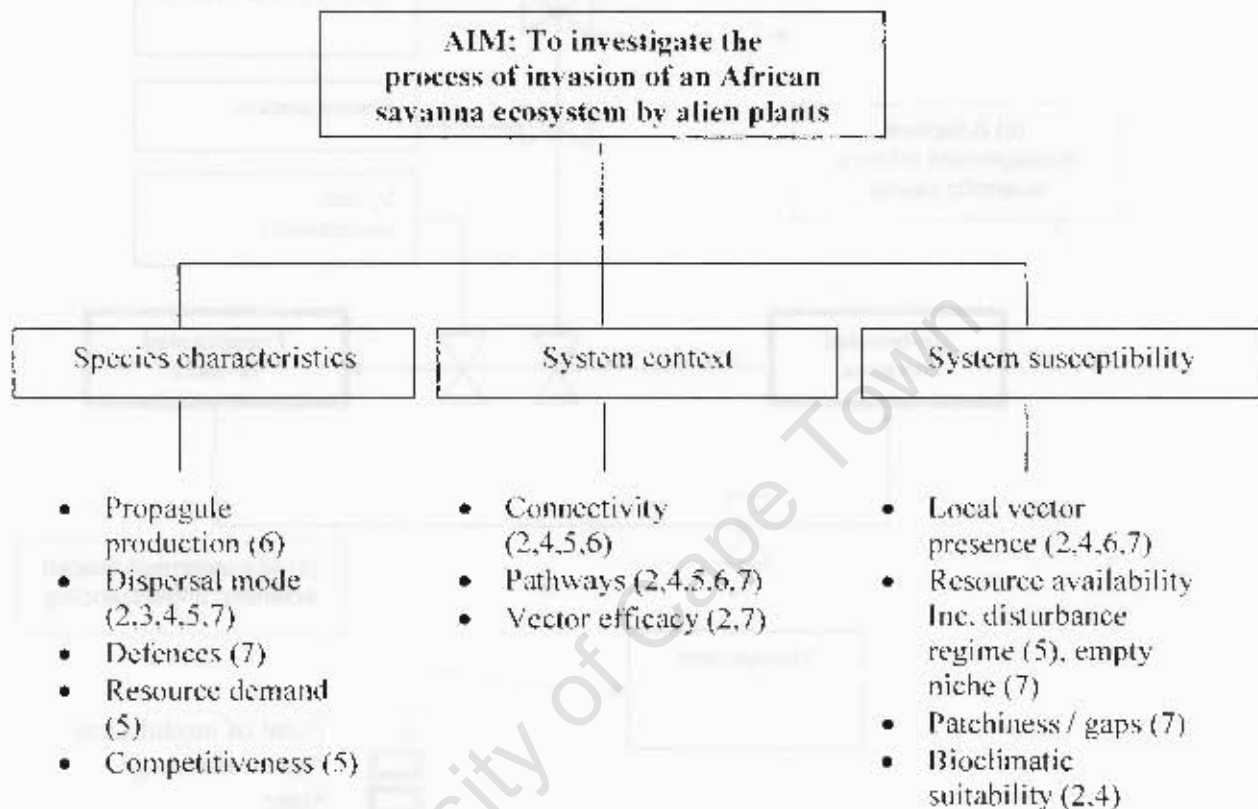 AIM: To investigate the
process of invasion of an African
savanna ecosystem by alien plants
Species characteristics
System context
System susceptibility
• Propagule
production (6)
• Dispersal mode
(2,3,4,5,7)
• Defences (7)
• Resource demand
(5)
• Competitiveness (5)
• Connectivity
(2,4,5,6)
• Pathways (2,4,5,6,7)
• Vector efficacy (2,7)
• Local vector
presence (2,4,6,7)
• Resource availability
Inc. disturbance
regime (5), empty
niche (7)
• Patchiness / gaps (7)
• Bioclimatic
suitability (2,4)
sity of Cape Town